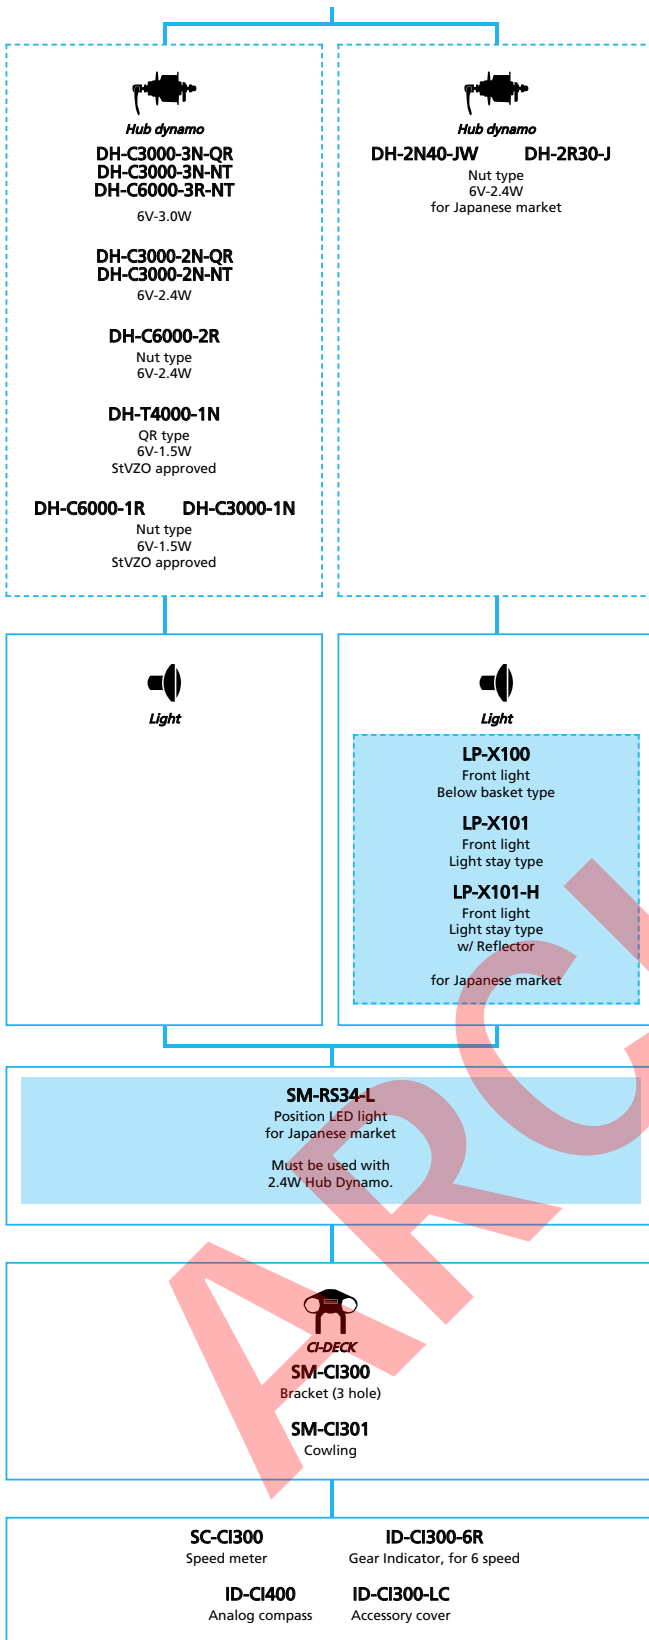 Hub dynamo
DH-C3000-3N-QR
DH-C3000-3N-NT
DH-C6000-3R-NT
6V-3.0W
DH-C3000-2N-QR
DH-C3000-2N-NT
6V-2.4W
DH-C6000-2R
Nut type
6V-2.4W
DH-T4000-1N
QR type
6V-1.5W
StVZO approved
DH-C6000-1R DH-C3000-1N
Nut type
6V-1.5W
StVZO approved
Hub dynamo
DH-2N40-JW DH-2R30-J
Nut type
6V-2.4W
for Japanese market
Light
Light
LP-X100
Front light
Below basket type
LP-X101
Front light
Light stay type
LP-X101-H
Front light
Light stay type
w/ Reflector
for Japanese market
SM-RS34-L
Position LED light
for Japanese market
Must be used with
2.4W Hub Dynamo.
CI-DECK
SM-CI300
Bracket (3 hole)
SM-CI301
Cowling
SC-CI300 ID-CI300-6R
Speed meter Gear Indicator, for 6 speed
ID-CI400 ID-CI300-LC
Analog compass Accessory cover